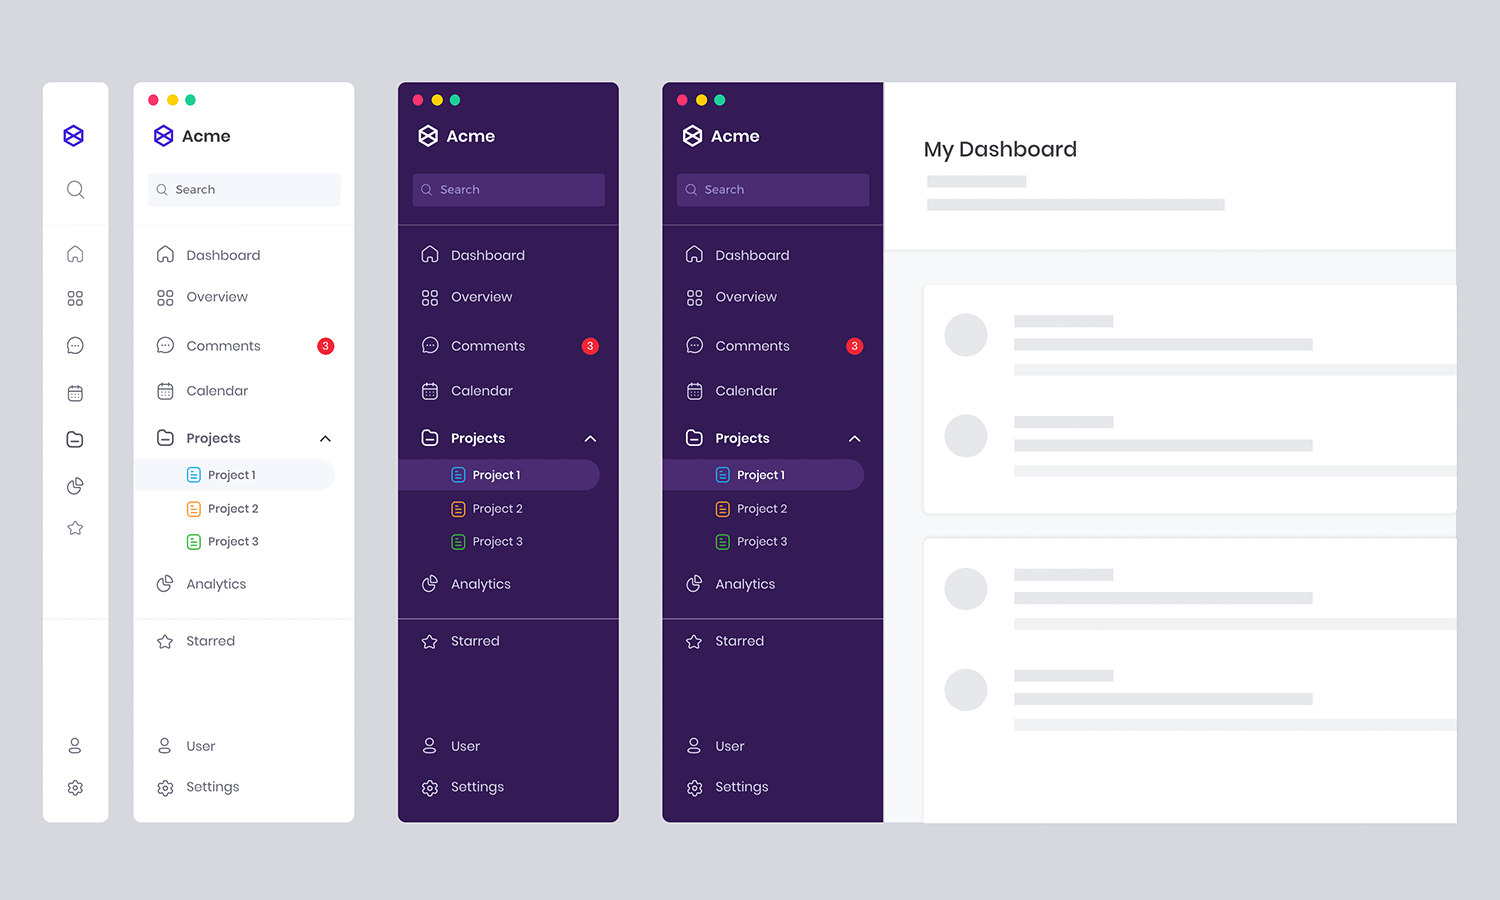 Acme
Search
Dashboard
Overview
Comments 3
Calendar
Projects
Project 1
Project 2
Project 3
Analytics
Starred
User
Settings
Acme
Search
Dashboard
Overview
Comments 3
Calendar
Projects
Project 1
Project 2
Project 3
Analytics
Starred
User
Settings
Acme
Search
Dashboard
Overview
Comments 3
Calendar
Projects
Project 1
Project 2
Project 3
Analytics
Starred
User
Settings
My Dashboard